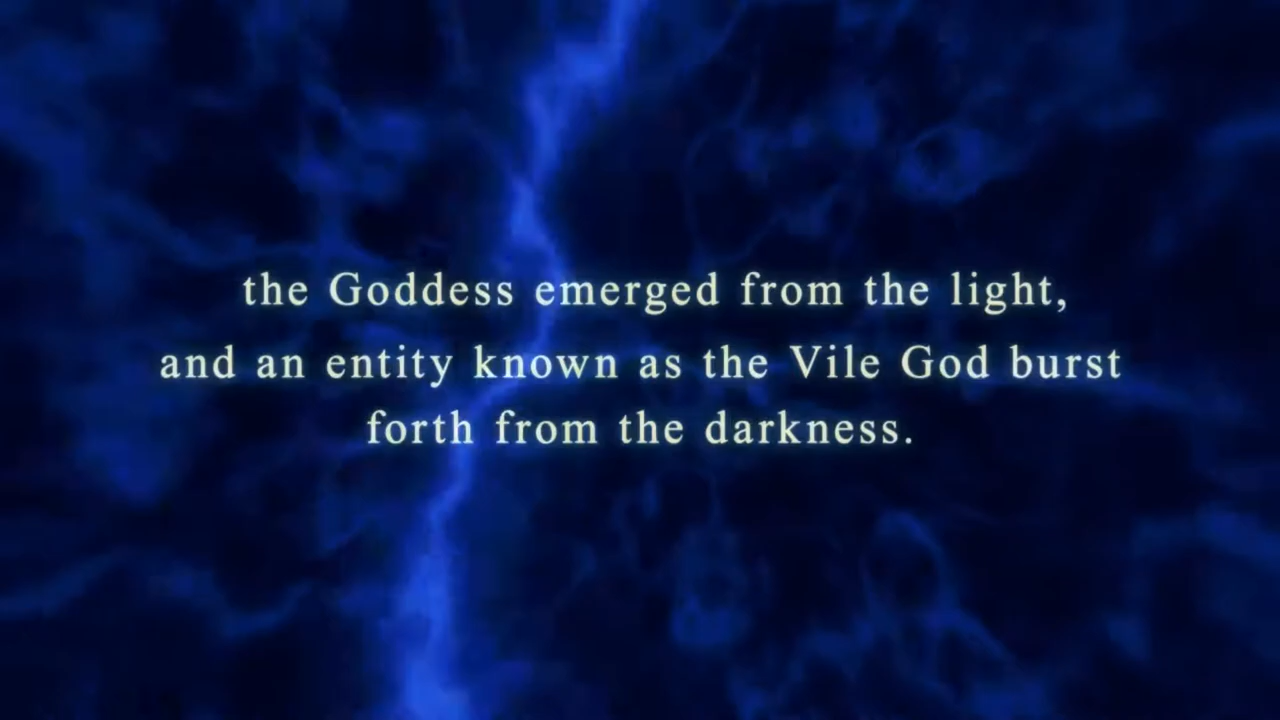 the Goddess emerged from the light,
and an entity known as the Vile God burst
forth from the darkness.